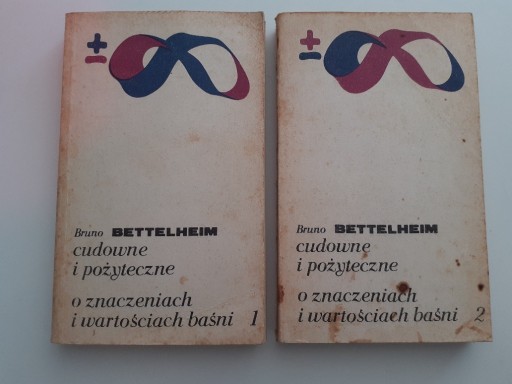 ±∞
Bruno BETTELHEIM
cudowne
i pożyteczne
o znaczeniach
i wartościach baśni 1
±∞
Bruno BETTELHEIM
cudowne
i pożyteczne
o znaczeniach
i wartościach baśni 2